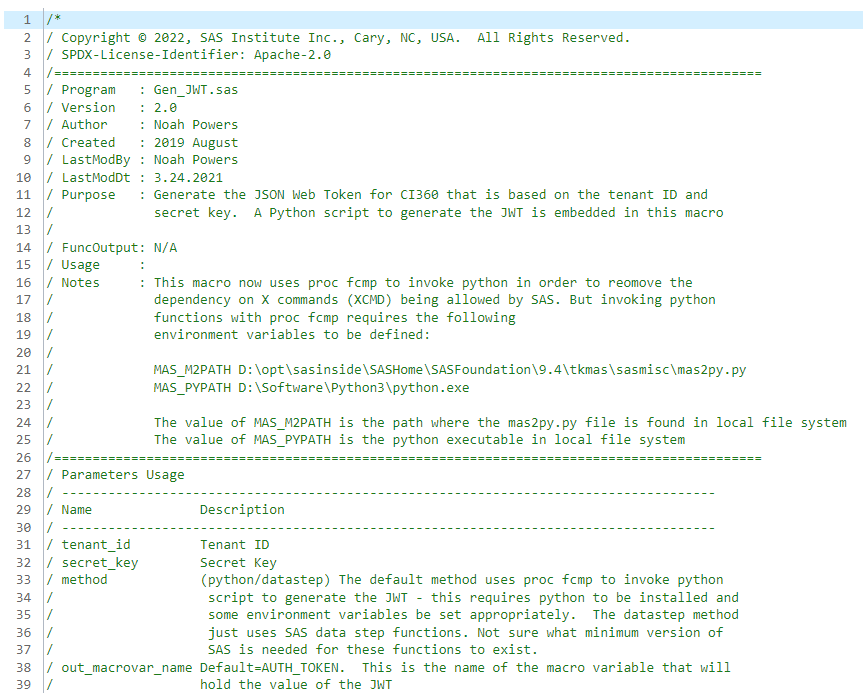 1 /*
2 / Copyright © 2022, SAS Institute Inc., Cary, NC, USA.  All Rights Reserved.
3 / SPDX-License-Identifier: Apache-2.0
4 /============================================================================================
5 / Program   : Gen_JWT.sas
6 / Version   : 2.0
7 / Author    : Noah Powers
8 / Created   : 2019 August
9 / LastModBy : Noah Powers
10 / LastModDt : 3.24.2021
11 / Purpose   : Generate the JSON Web Token for CI360 that is based on the tenant ID and
12 /             secret key.  A Python script to generate the JWT is embedded in this macro
13 /
14 / FuncOutput: N/A
15 / Usage     :
16 / Notes     : This macro now uses proc fcmp to invoke python in order to reomove the
17 /             dependency on X commands (XCMD) being allowed by SAS. But invoking python
18 /             functions with proc fcmp requires the following
19 /             environment variables to be defined:
20 /
21 /             MAS_M2PATH D:\opt\sasinside\SASHome\SASFoundation\9.4\tkmas\sasmisc\mas2py.py
22 /             MAS_PYPATH D:\Software\Python3\python.exe
23 /
24 /             The value of MAS_M2PATH is the path where the mas2py.py file is found in local file system
25 /             The value of MAS_PYPATH is the python executable in local file system
26 /============================================================================================
27 / Parameters Usage
28 / -------------------------------------------------------------------------------------
29 / Name              Description
30 / -------------------------------------------------------------------------------------
31 / tenant_id         Tenant ID
32 / secret_key        Secret Key
33 / method            (python/datastep) The default method uses proc fcmp to invoke python
34 /                    script to generate the JWT - this requires python to be installed and
35 /                    some environment variables be set appropriately.  The datastep method
36 /                    just uses SAS data step functions. Not sure what minimum version of
37 /                    SAS is needed for these functions to exist.
38 / out_macrovar_name Default=AUTH_TOKEN.  This is the name of the macro variable that will
39 /                   hold the value of the JWT